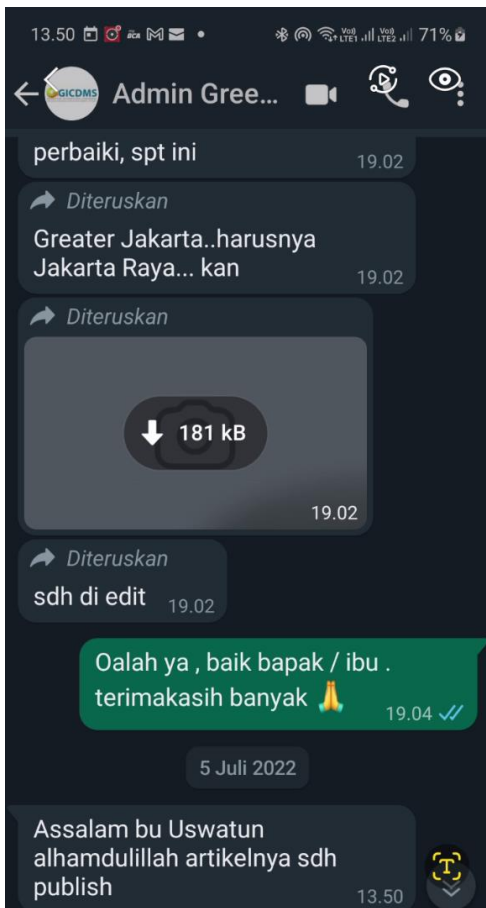 13.50 71%
GICDMS Admin Gree...
perbaiki, spt ini
19.02
Diteruskan
Greater Jakarta..harusnya
Jakarta Raya... kan
19.02
Diteruskan
181 kB
19.02
Diteruskan
sdh di edit 19.02
Oalah ya , baik bapak / ibu .
terimakasih banyak 🙏
19.04
5 Juli 2022
Assalam bu Uswatun
alhamdulillah artikelnya sdh
publish
13.50